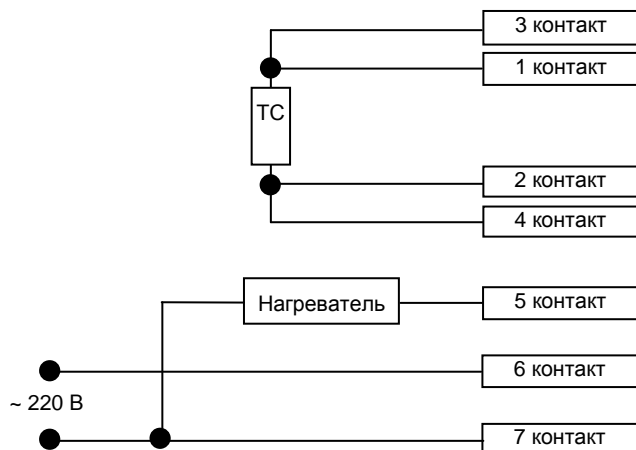 3 контакт
1 контакт
ТС
2 контакт
4 контакт
Нагреватель
5 контакт
6 контакт
~ 220 В
7 контакт